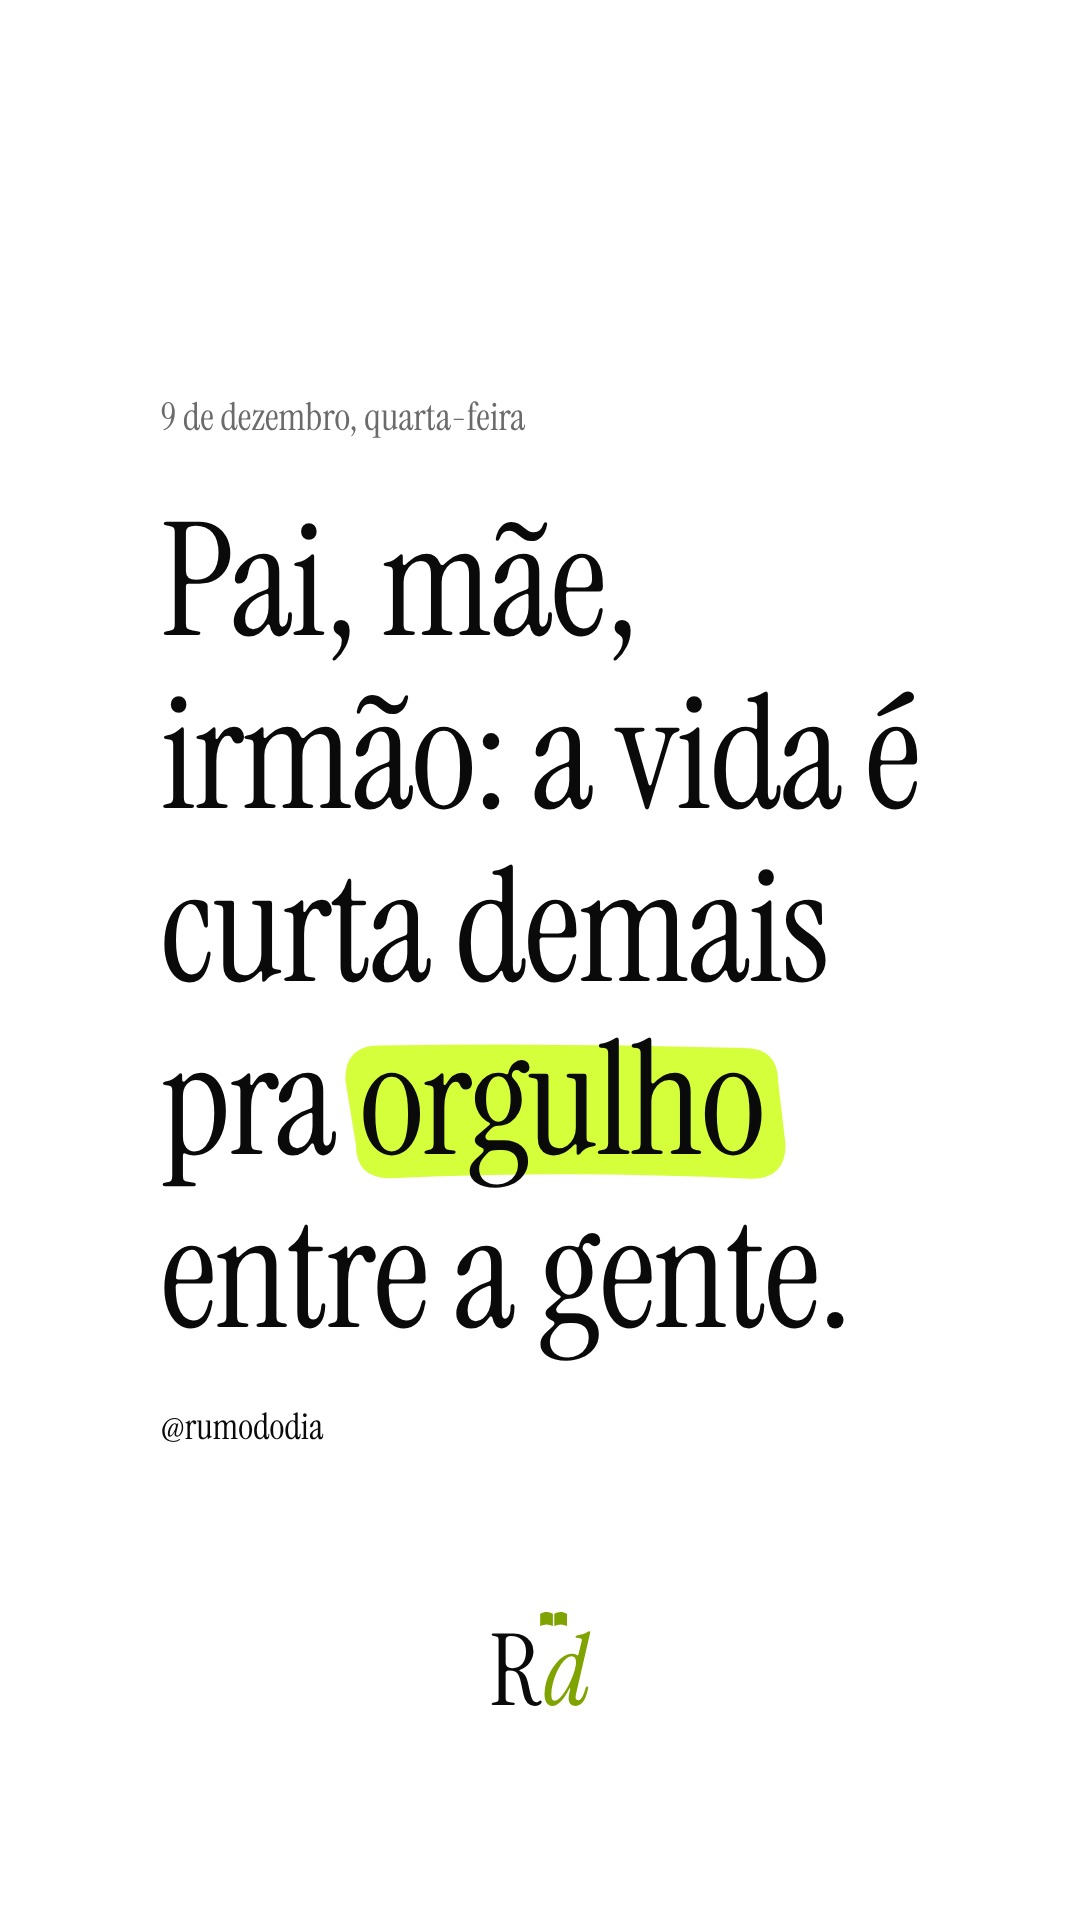 9 de dezembro, quarta-feira
Pai, mãe,
irmão: a vida é
curta demais
pra orgulho
entre a gente.
@rumododia
Rd